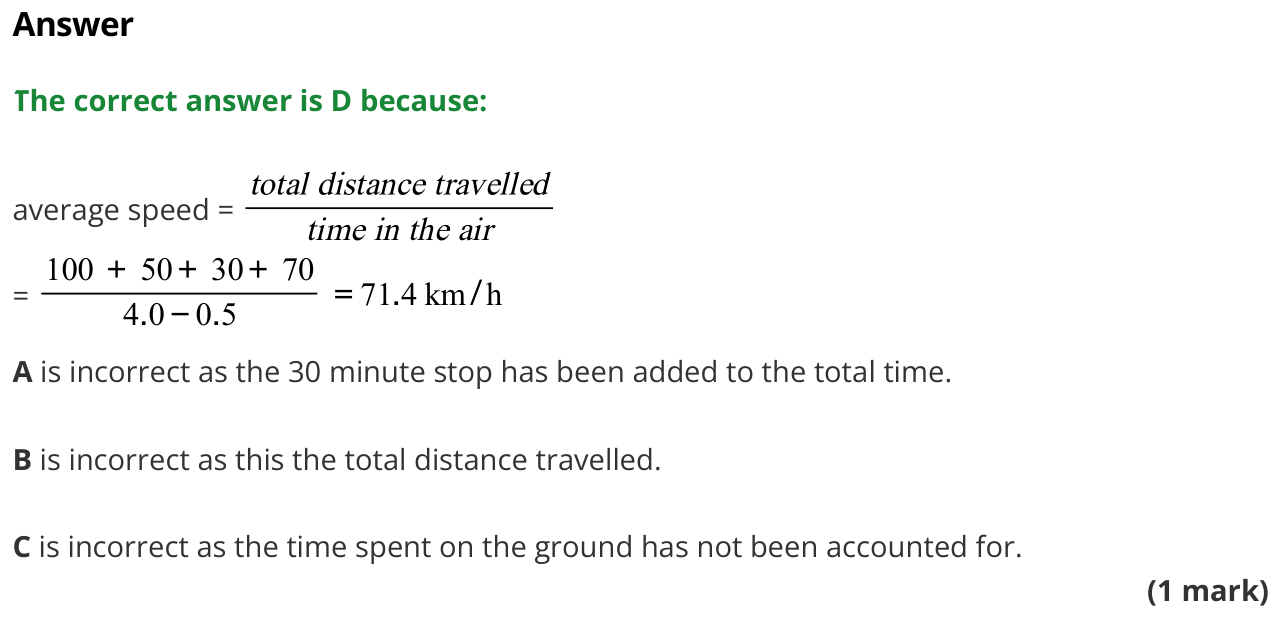 Answer
The correct answer is D because:
average speed = total distance travelled / time in the air
= 100 + 50 + 30 + 70 / 4.0 − 0.5 = 71.4 km/h
A is incorrect as the 30 minute stop has been added to the total time.
B is incorrect as this the total distance travelled.
C is incorrect as the time spent on the ground has not been accounted for.
(1 mark)